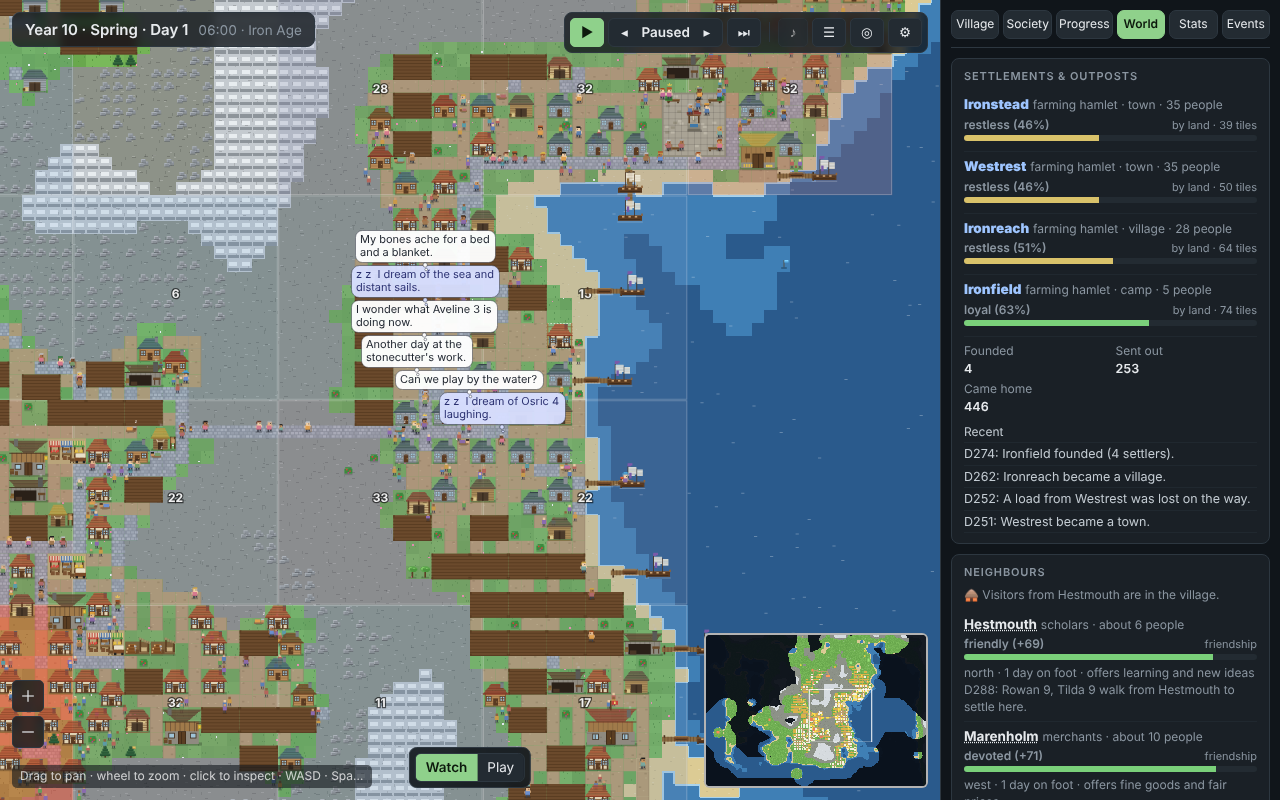 Year 10 · Spring · Day 1 06:00 · Iron Age
Paused
Village Society Progress World Stats Events
28
32
52
6
15
22
33
22
32
11
17
My bones ache for a bed
and a blanket.
z z I dream of the sea and
distant sails.
I wonder what Aveline 3 is
doing now.
Another day at the
stonecutter's work.
Can we play by the water?
z z I dream of Osric 4
laughing.
Drag to pan · wheel to zoom · click to inspect · WASD · Spa...
Watch Play
SETTLEMENTS & OUTPOSTS
Ironstead farming hamlet · town · 35 people
restless (46%) by land · 39 tiles
Westrest farming hamlet · town · 35 people
restless (46%) by land · 50 tiles
Ironreach farming hamlet · village · 28 people
restless (51%) by land · 64 tiles
Ironfield farming hamlet · camp · 5 people
loyal (63%) by land · 74 tiles
Founded Sent out
4 253
Came home
446
Recent
D274: Ironfield founded (4 settlers).
D262: Ironreach became a village.
D252: A load from Westrest was lost on the way.
D251: Westrest became a town.
NEIGHBOURS
Visitors from Hestmouth are in the village.
Hestmouth scholars · about 6 people
friendly (+69) friendship
north · 1 day on foot · offers learning and new ideas
D288: Rowan 9, Tilda 9 walk from Hestmouth to
settle here.
Marenholm merchants · about 10 people
devoted (+71) friendship
west · 1 day on foot · offers fine goods and fair